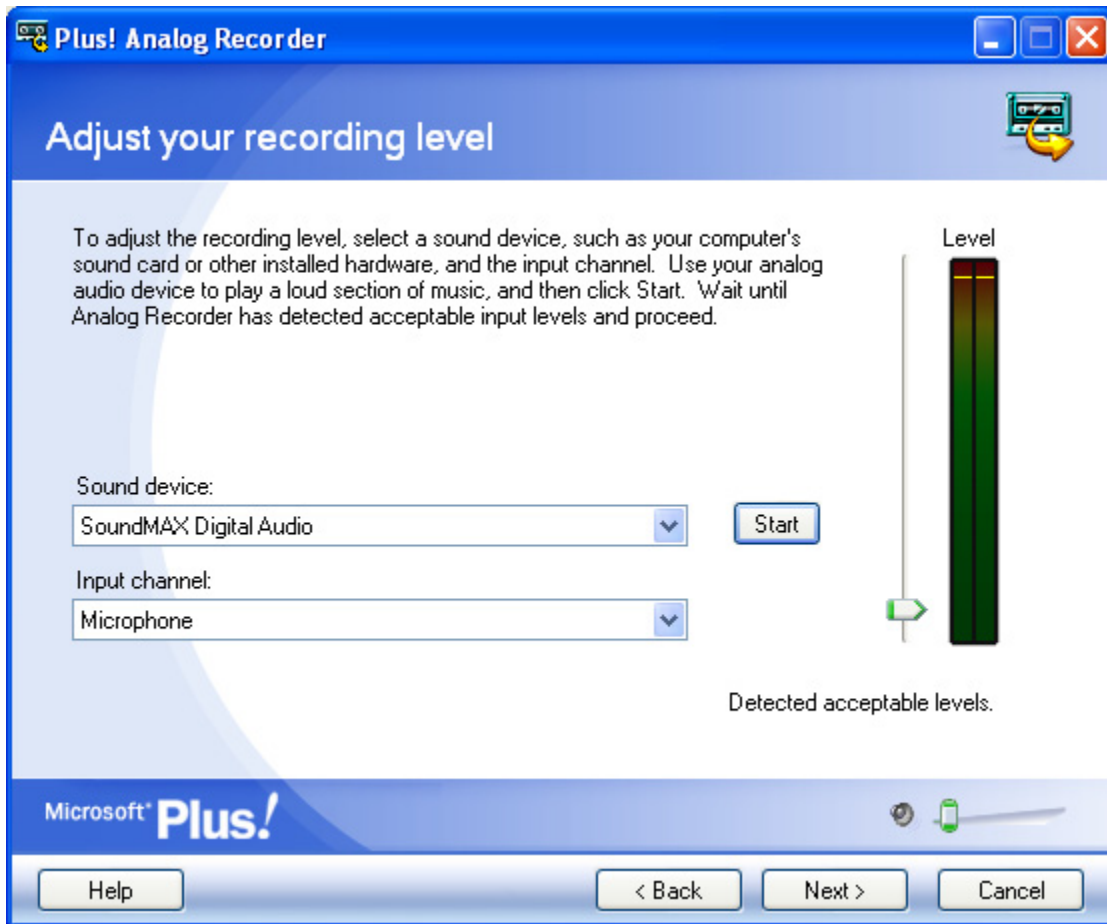 Plus! Analog Recorder
Adjust your recording level
To adjust the recording level, select a sound device, such as your computer's
sound card or other installed hardware, and the input channel.  Use your analog
audio device to play a loud section of music, and then click Start.  Wait until
Analog Recorder has detected acceptable input levels and proceed.
Level
Sound device:
SoundMAX Digital Audio
Start
Input channel:
Microphone
Detected acceptable levels.
Microsoft® Plus!
Help
< Back
Next >
Cancel